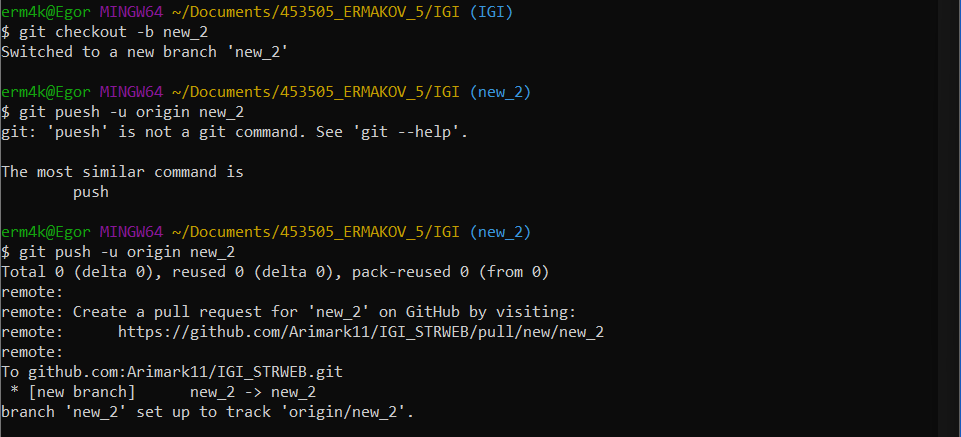 erm4k@Egor MINGW64 ~/Documents/453505_ERMAKOV_5/IGI (IGI)
$ git checkout -b new_2
Switched to a new branch 'new_2'
erm4k@Egor MINGW64 ~/Documents/453505_ERMAKOV_5/IGI (new_2)
$ git puesh -u origin new_2
git: 'puesh' is not a git command. See 'git --help'.
The most similar command is
        push
erm4k@Egor MINGW64 ~/Documents/453505_ERMAKOV_5/IGI (new_2)
$ git push -u origin new_2
Total 0 (delta 0), reused 0 (delta 0), pack-reused 0 (from 0)
remote:
remote: Create a pull request for 'new_2' on GitHub by visiting:
remote:      https://github.com/Arimark11/IGI_STRWEB/pull/new/new_2
remote:
To github.com:Arimark11/IGI_STRWEB.git
 * [new branch]      new_2 -> new_2
branch 'new_2' set up to track 'origin/new_2'.